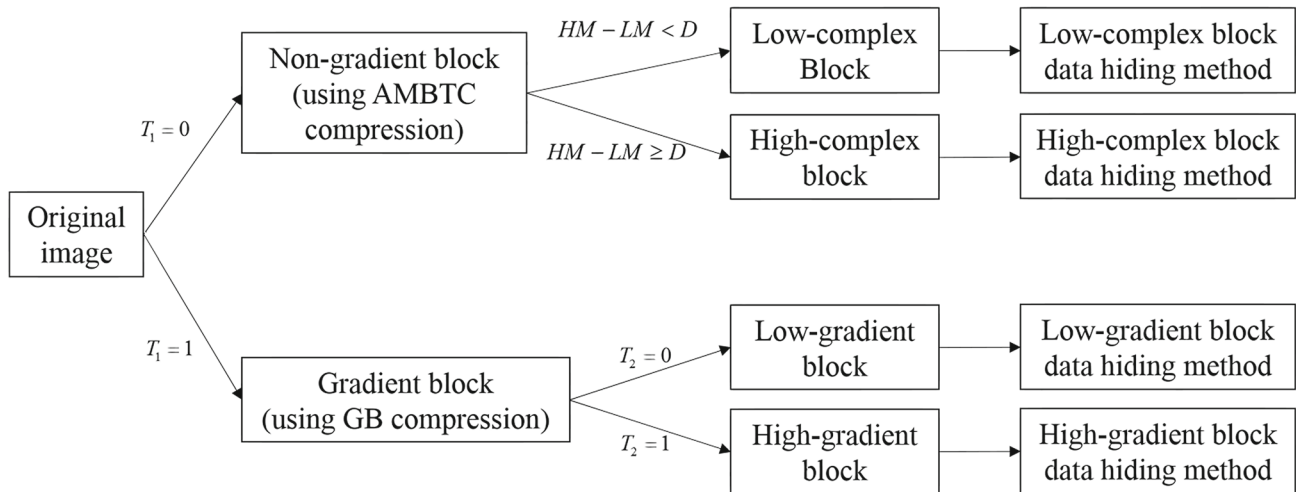 Original
image
T₁ = 0
T₁ = 1
Non-gradient block
(using AMBTC
compression)
HM − LM < D
HM − LM ≥ D
Low-complex
Block
Low-complex block
data hiding method
High-complex
block
High-complex block
data hiding method
Gradient block
(using GB compression)
T₂ = 0
T₂ = 1
Low-gradient
block
Low-gradient block
data hiding method
High-gradient
block
High-gradient block
data hiding method